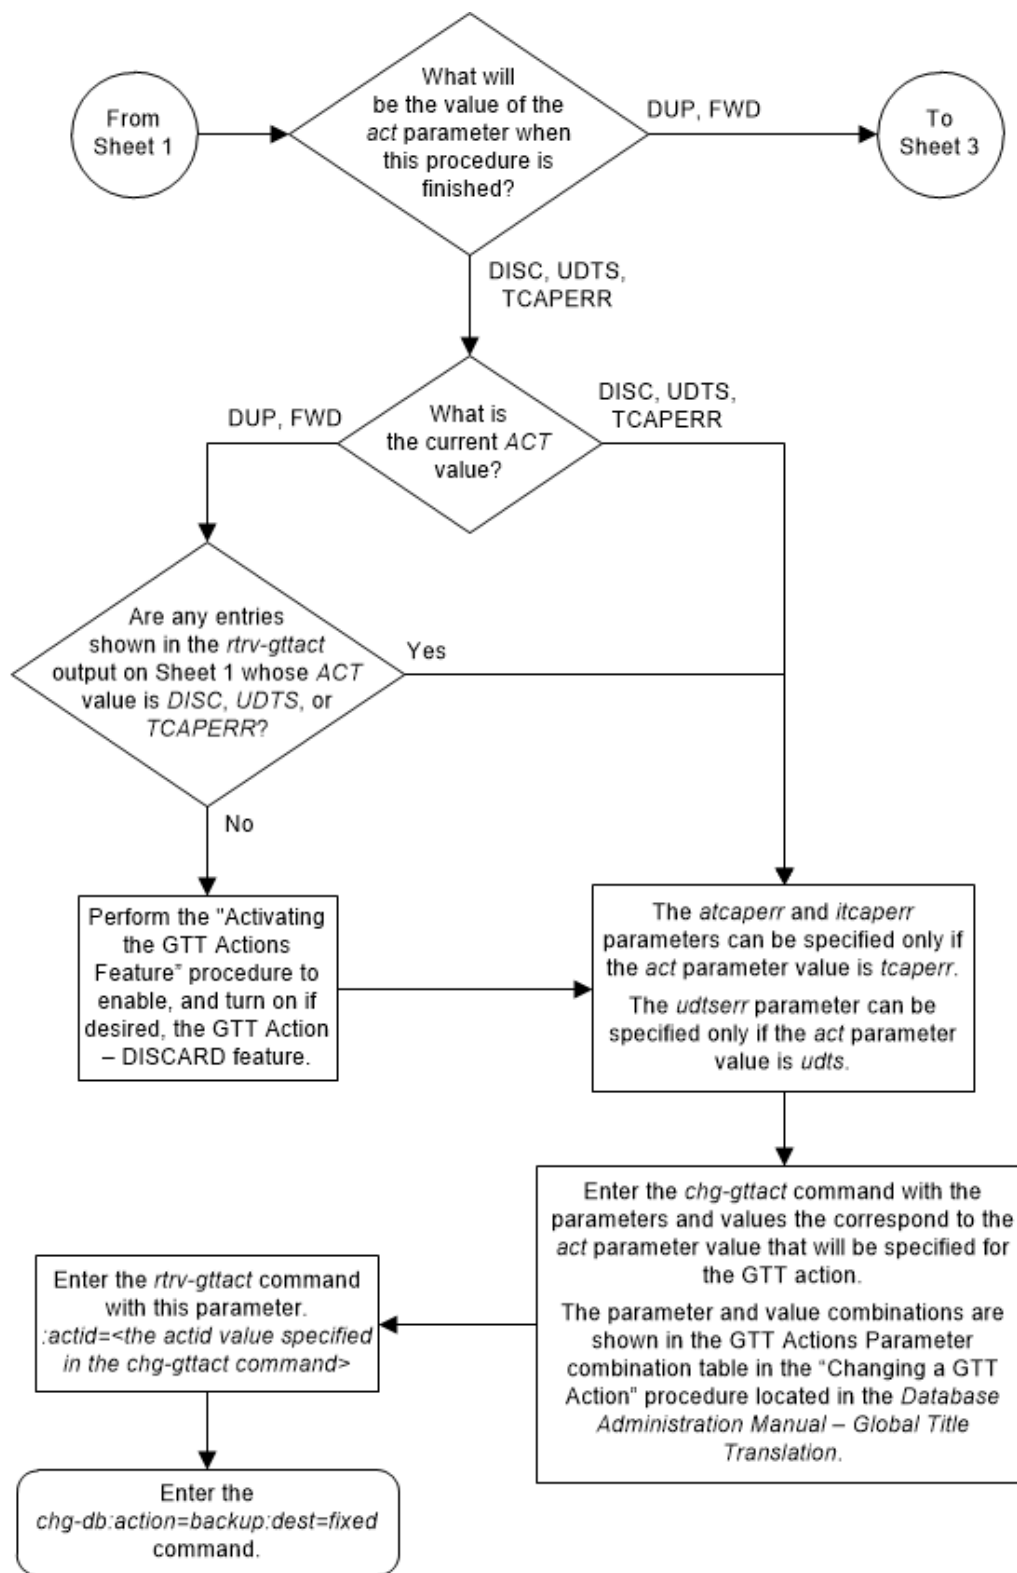 From
Sheet 1
What will
be the value of the
act parameter when
this procedure is
finished?
DUP, FWD
To
Sheet 3
DISC, UDTS,
TCAPERR
What is
the current ACT
value?
DUP, FWD
DISC, UDTS,
TCAPERR
Are any entries
shown in the rtrv-gttact
output on Sheet 1 whose ACT
value is DISC, UDTS, or
TCAPERR?
Yes
No
Perform the "Activating
the GTT Actions
Feature” procedure to
enable, and turn on if
desired, the GTT Action
– DISCARD feature.
The atcaperr and itcaperr
parameters can be specified only if
the act parameter value is tcaperr.
The udtserr parameter can be
specified only if the act parameter
value is udts.
Enter the chg-gttact command with the
parameters and values the correspond to the
act parameter value that will be specified for
the GTT action.
The parameter and value combinations are
shown in the GTT Actions Parameter
combination table in the “Changing a GTT
Action” procedure located in the Database
Administration Manual – Global Title
Translation.
Enter the rtrv-gttact command
with this parameter.
:actid=<the actid value specified
in the chg-gttact command>
Enter the
chg-db:action=backup:dest=fixed
command.